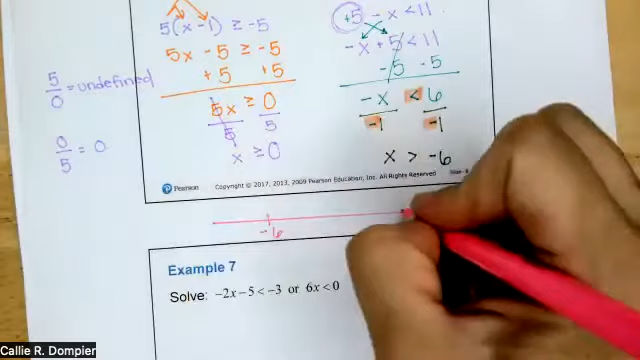 5(x-1) ≥ -5
5x - 5 ≥ -5
+5 +5
5x ≥ 0
5 5
x ≥ 0
5/0 = undefined
0/5 = 0
+5 - x < 11
-x + 5 < 11
-5 -5
-x < 6
-1 -1
x > -6
Pearson Copyright © 2017, 2013, 2009 Pearson Education, Inc. All Rights Reserved
-6
Example 7
Solve: −2x − 5 < −3 or 6x < 0
Callie R. Dompier